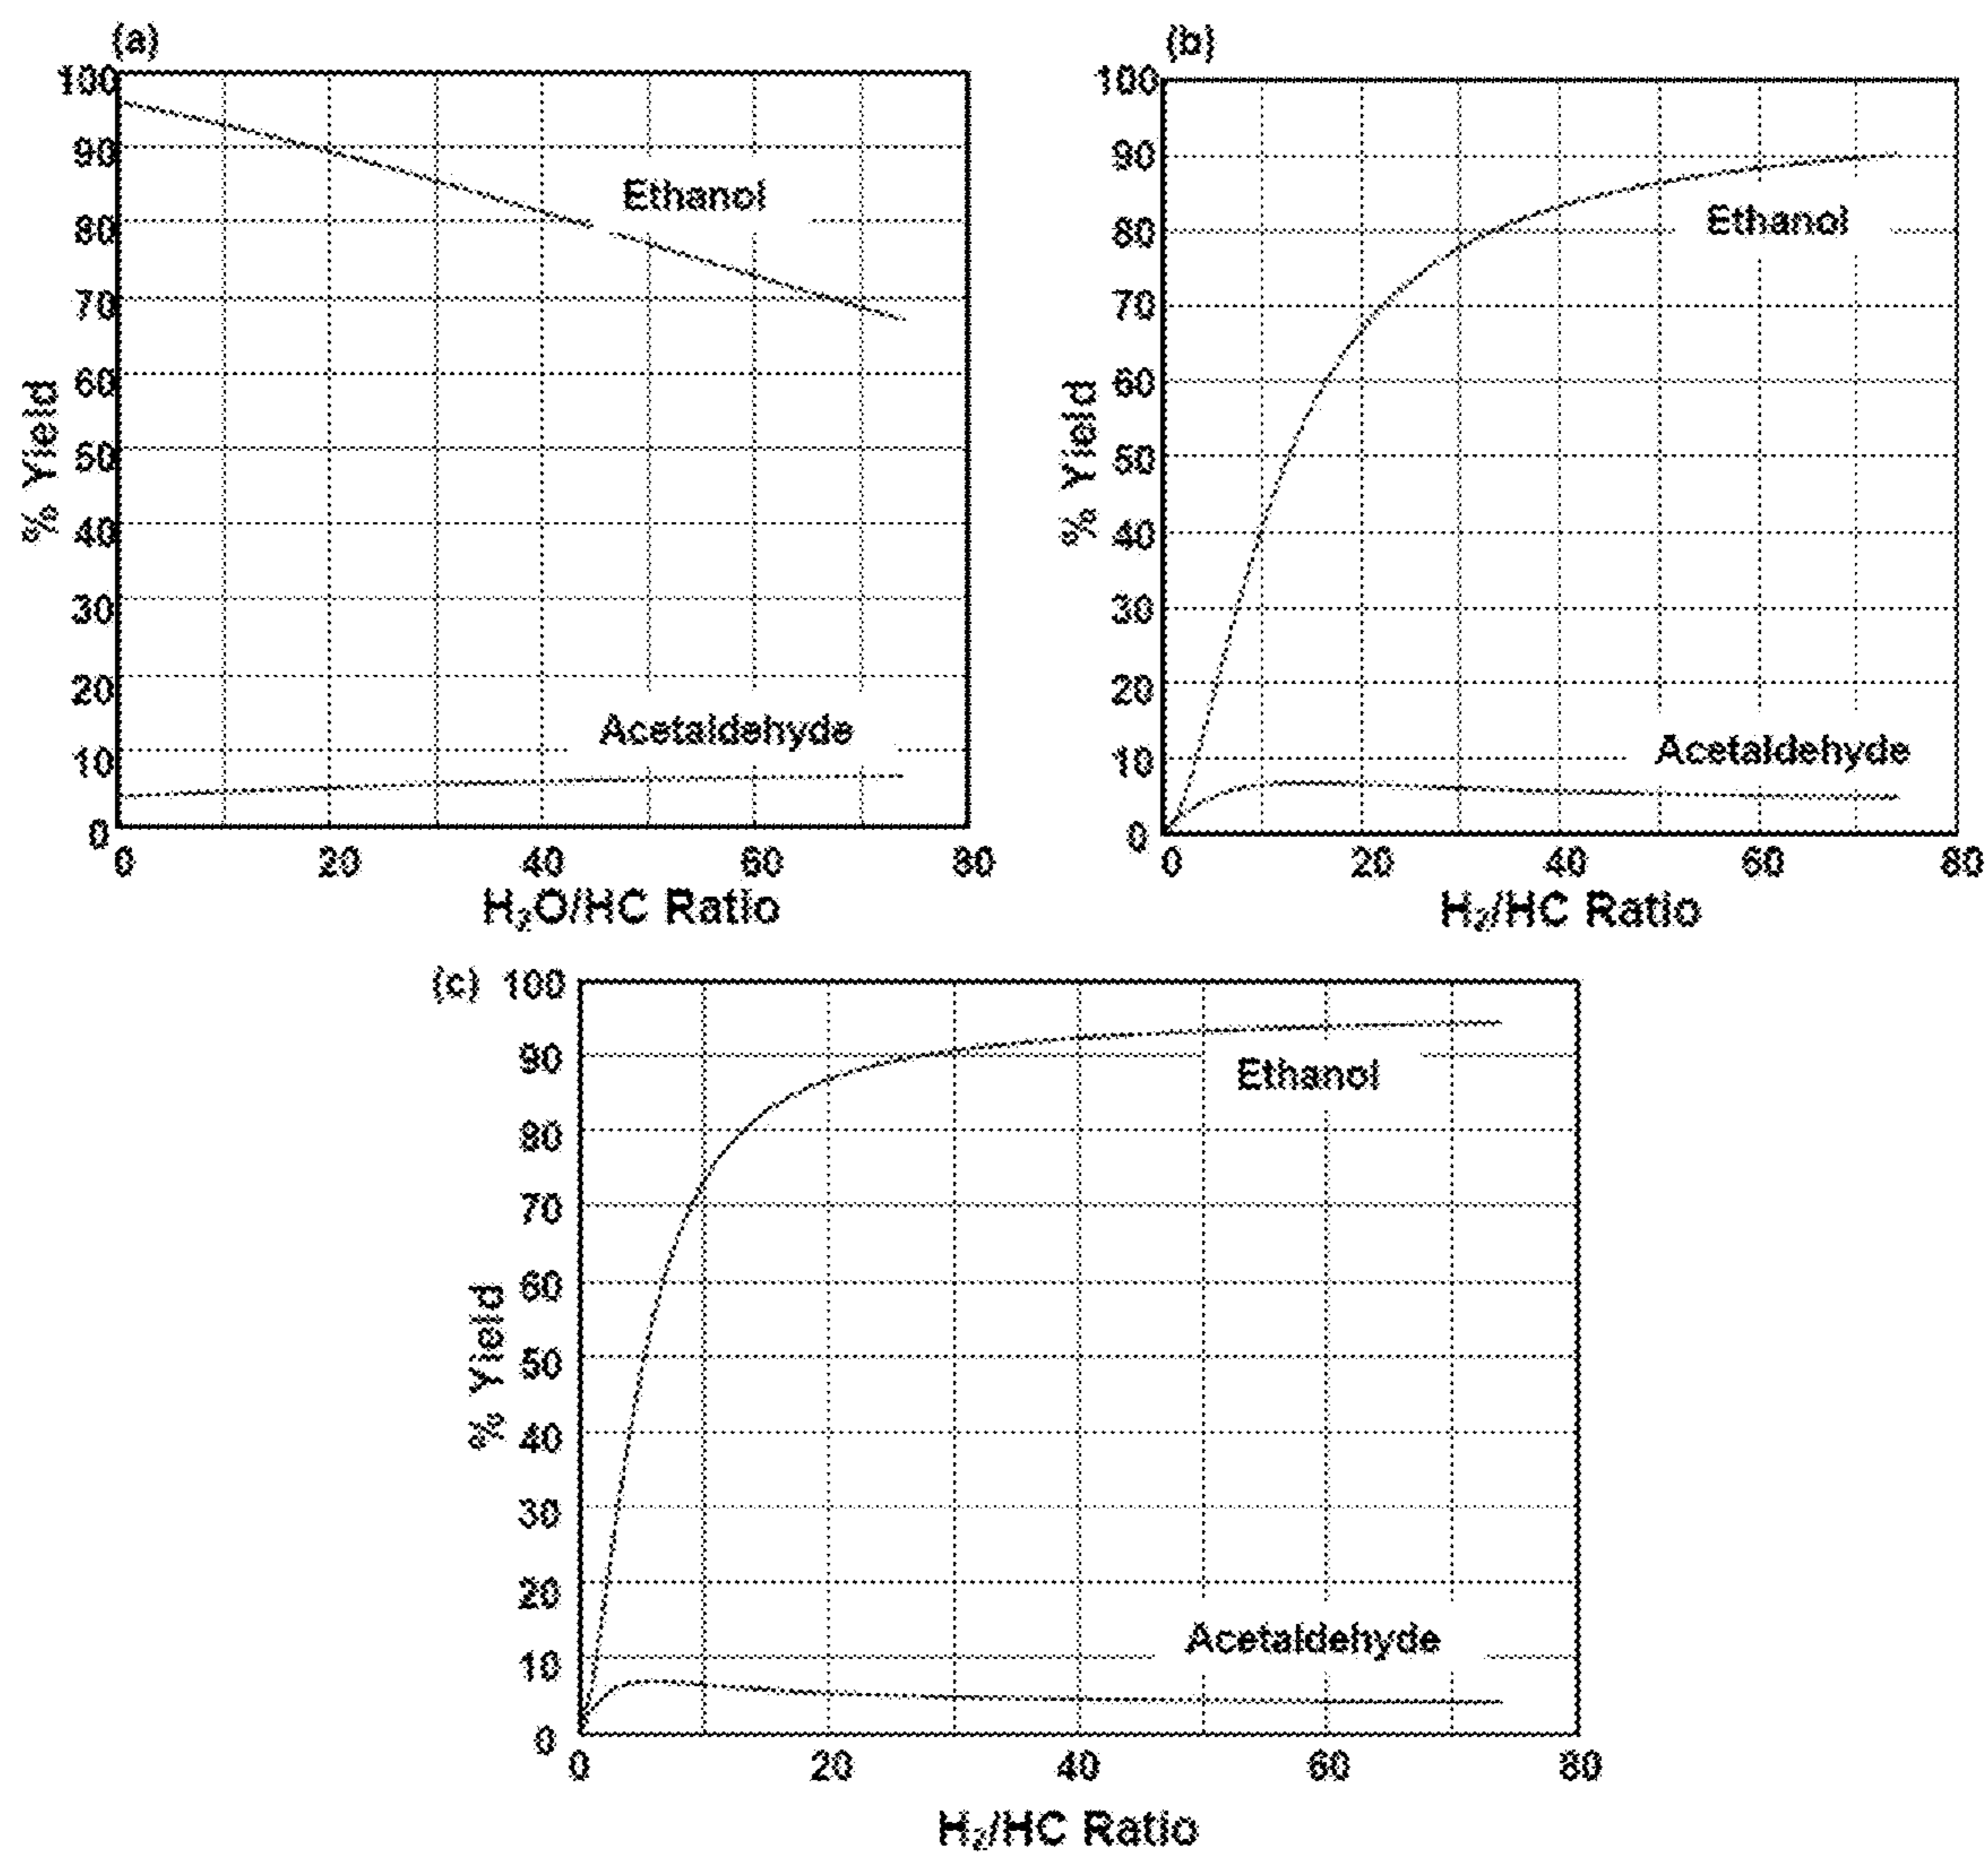 (a)
100
90
80
70
60
50
40
30
20
10
0
% Yield
Ethanol
Acetaldehyde
0 20 40 60 80
H₂O/HC Ratio
(b)
100
90
80
70
60
50
40
30
20
10
0
% Yield
Ethanol
Acetaldehyde
0 20 40 60 80
H₂/HC Ratio
(c)
100
90
80
70
60
50
40
30
20
10
0
% Yield
Ethanol
Acetaldehyde
0 20 40 60 80
H₂/HC Ratio